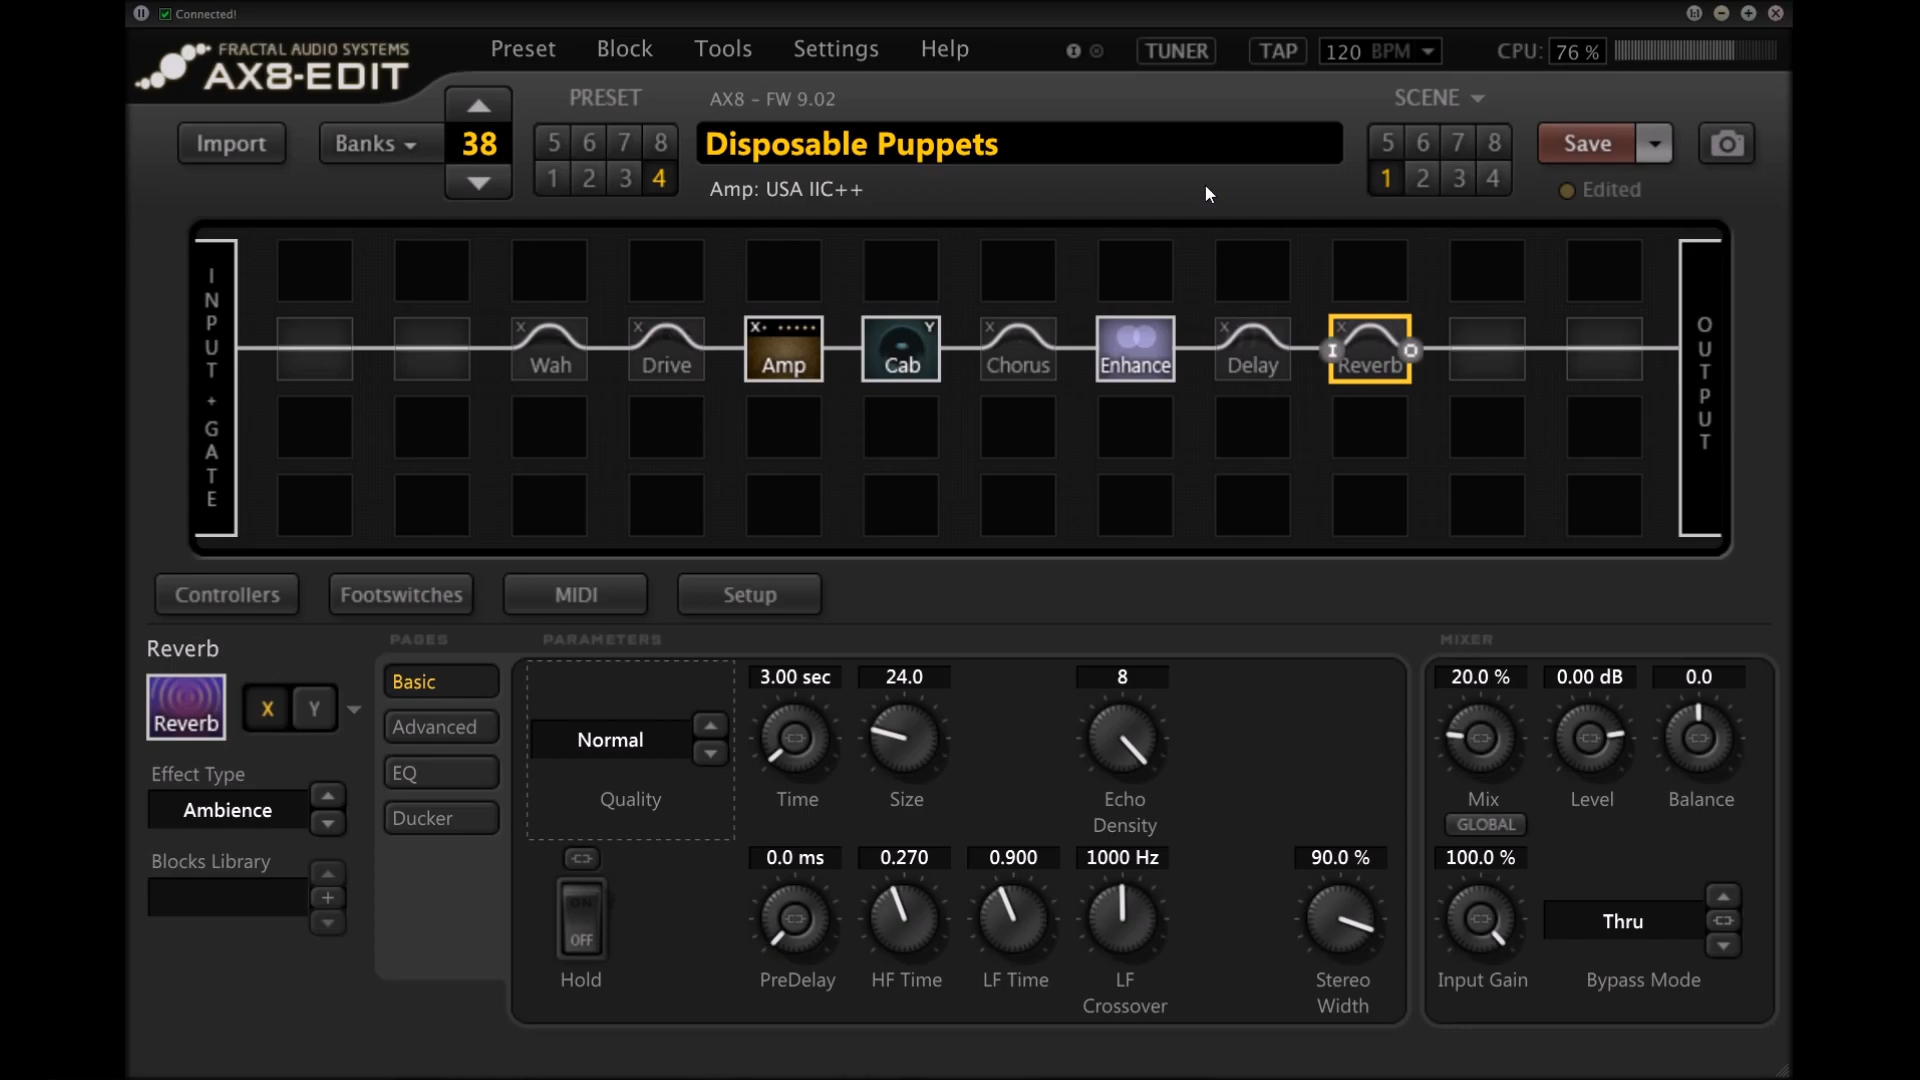 Connected!
FRACTAL AUDIO SYSTEMS
AX8-EDIT
Preset Block Tools Settings Help
TUNER TAP 120 BPM CPU: 76 %
Import Banks 38
PRESET
5 6 7 8
1 2 3 4
AX8 - FW 9.02
Disposable Puppets
Amp: USA IIC++
SCENE
5 6 7 8
1 2 3 4
Save
Edited
INPUT + GATE
X Wah
X Drive
X Amp
Y Cab
X Chorus
Enhance
X Delay
X I Reverb O
OUTPUT
Controllers Footswitches MIDI Setup
Reverb
Reverb
X Y
Effect Type
Ambience
Blocks Library
+
PAGES
Basic
Advanced
EQ
Ducker
PARAMETERS
Normal
Quality
3.00 sec
Time
24.0
Size
8
Echo
Density
ON
OFF
Hold
0.0 ms
PreDelay
0.270
HF Time
0.900
LF Time
1000 Hz
LF
Crossover
90.0 %
Stereo
Width
MIXER
20.0 %
Mix
GLOBAL
0.00 dB
Level
0.0
Balance
100.0 %
Input Gain
Thru
Bypass Mode